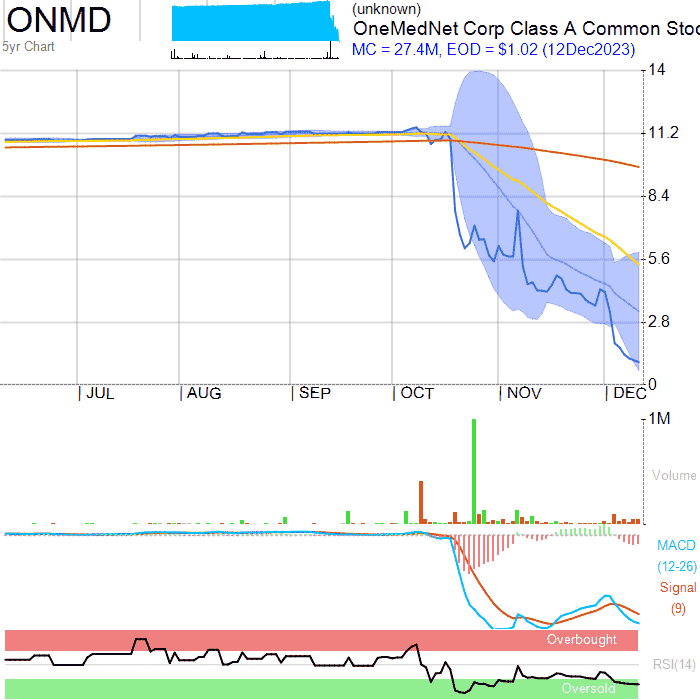 ONMD
5yr Chart
(unknown)
OneMedNet Corp Class A Common Stoc
MC = 27.4M, EOD = $1.02 (12Dec2023)
14
11.2
8.4
5.6
2.8
0
| JUL | AUG | SEP | OCT | NOV | DEC
1M
Volume
MACD
(12-26)
Signal
(9)
Overbought
RSI(14)
Oversold